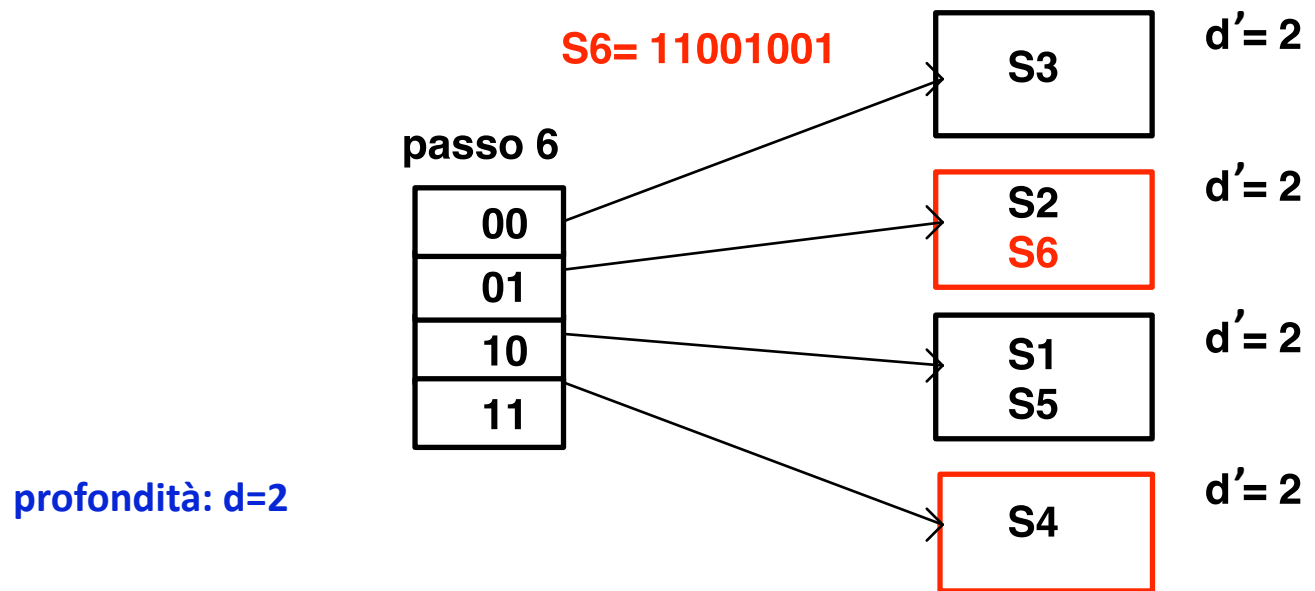 S6= 11001001
passo 6
00
01
10
11
profondità: d=2
S3
d′= 2
S2
S6
d′= 2
S1
S5
d′= 2
S4
d′= 2